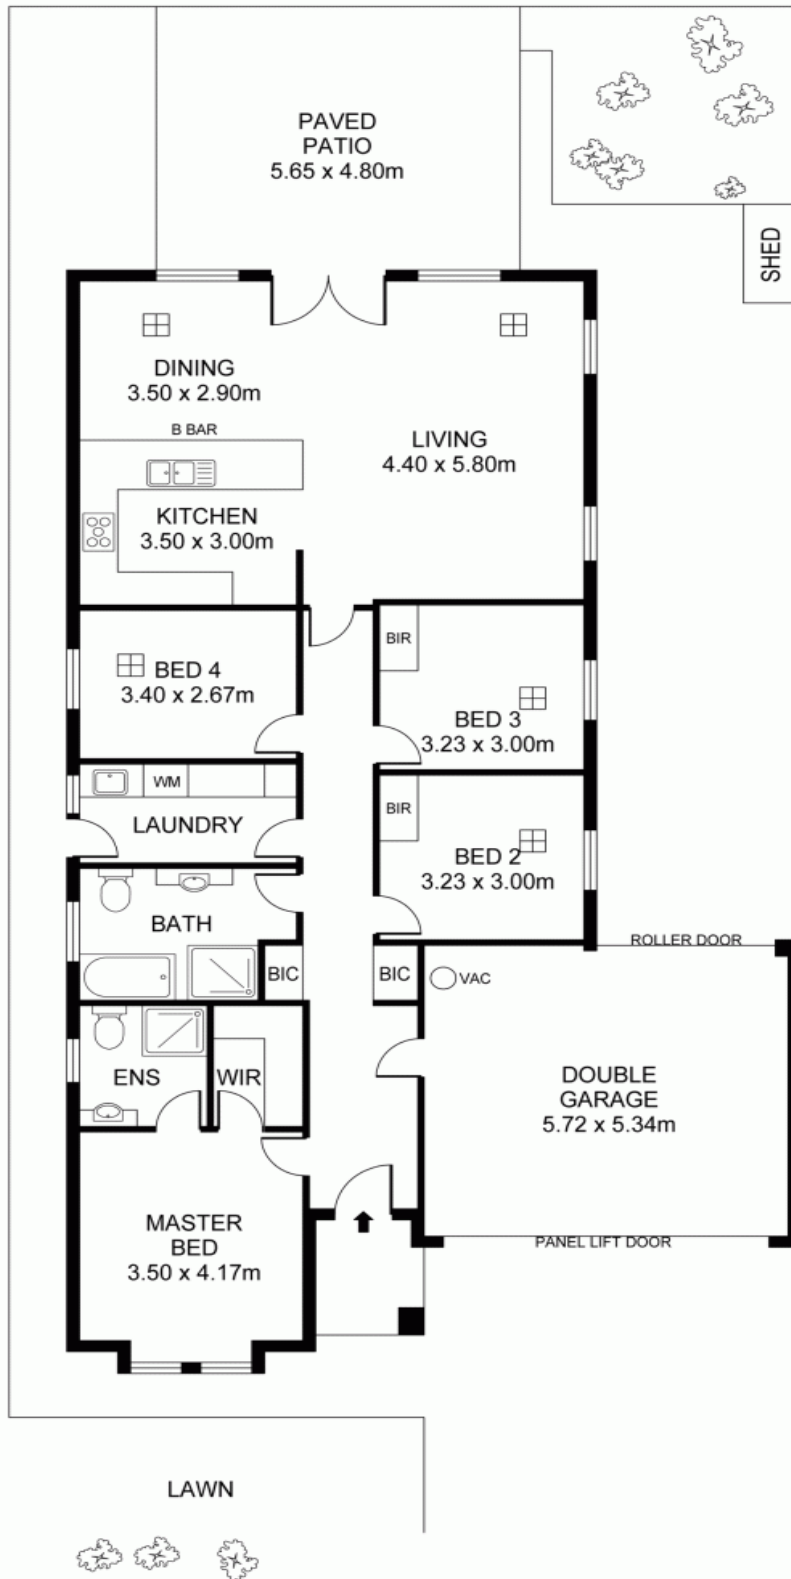 PAVED
PATIO
5.65 x 4.80m
SHED
DINING
3.50 x 2.90m
B BAR
LIVING
4.40 x 5.80m
KITCHEN
3.50 x 3.00m
BIR
BED 4
3.40 x 2.67m
BED 3
3.23 x 3.00m
WM
LAUNDRY
BIR
BED 2
3.23 x 3.00m
BATH
ROLLER DOOR
BIC
BIC
VAC
ENS
WIR
DOUBLE
GARAGE
5.72 x 5.34m
MASTER
BED
3.50 x 4.17m
PANEL LIFT DOOR
LAWN